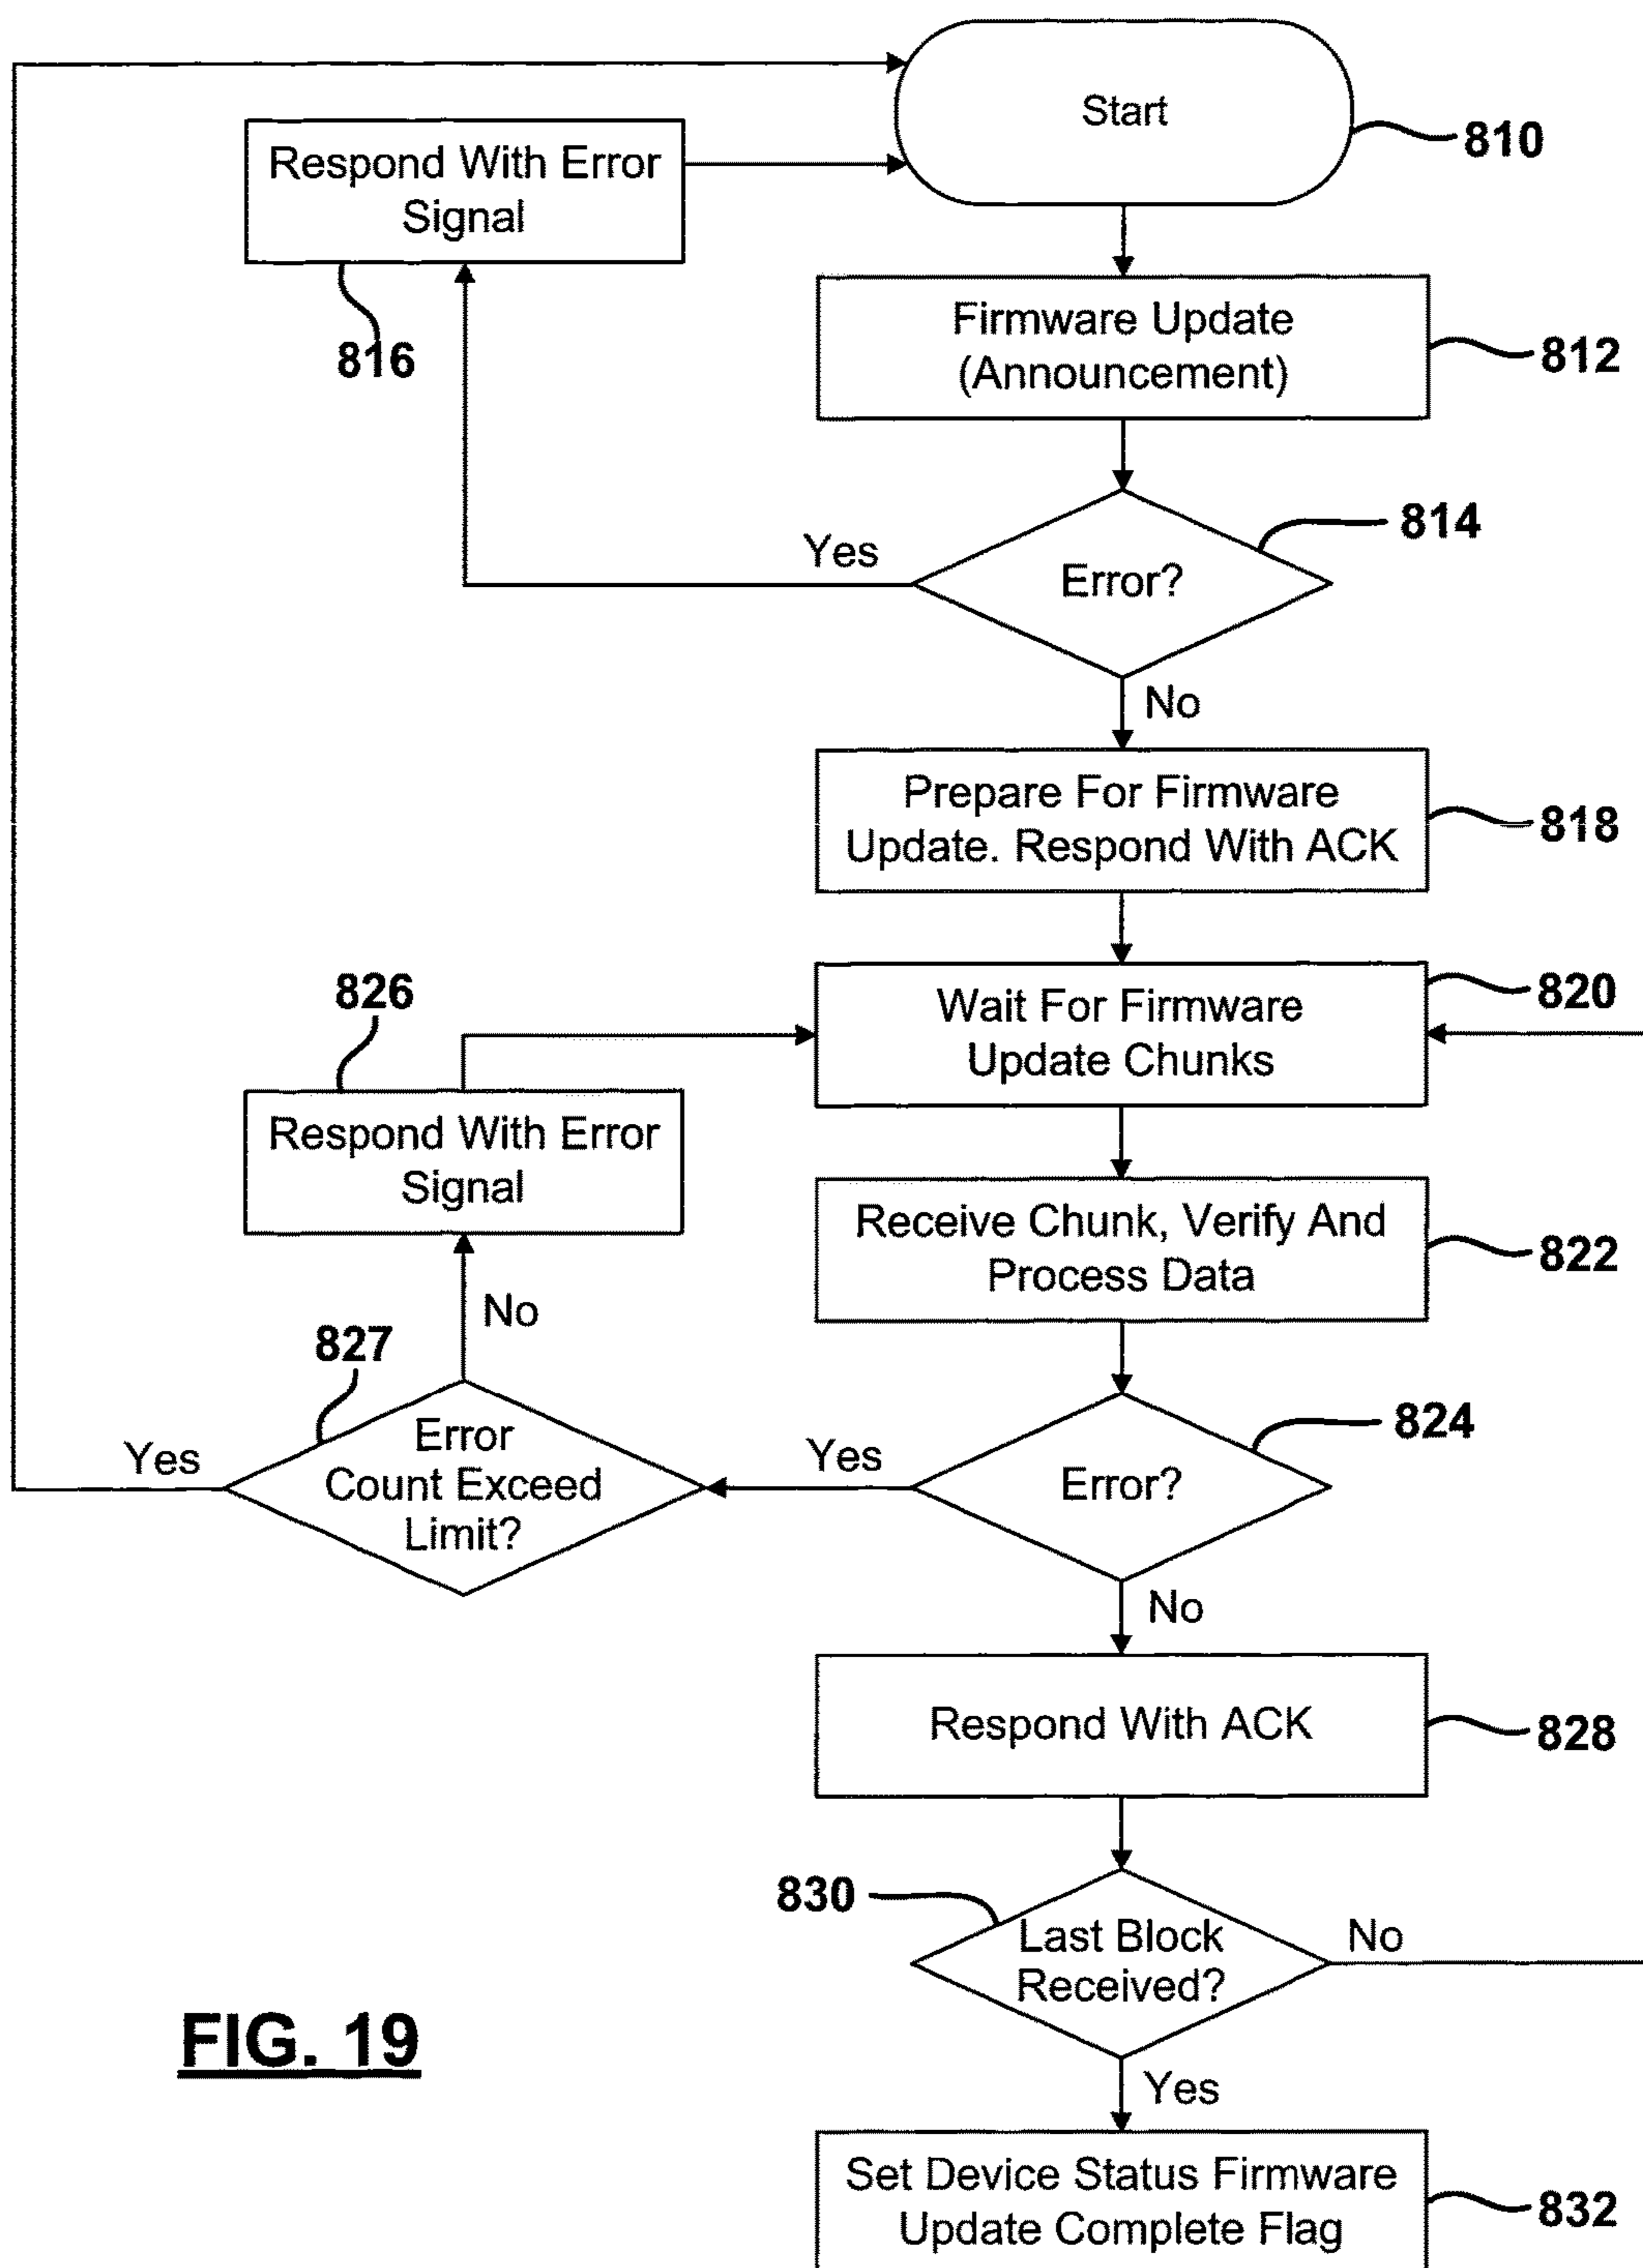 Start
810
Respond With Error
Signal
816
Firmware Update
(Announcement)
812
814
Yes
Error?
No
Prepare For Firmware
Update. Respond With ACK
818
826
Wait For Firmware
Update Chunks
820
Respond With Error
Signal
Receive Chunk, Verify And
Process Data
822
No
827
824
Yes
Error
Count Exceed
Limit?
Yes
Error?
No
Respond With ACK
828
830
Last Block
Received?
No
FIG. 19
Yes
Set Device Status Firmware
Update Complete Flag
832